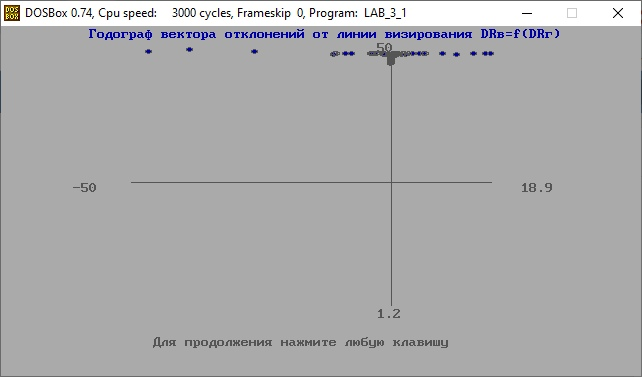 DOSBox 0.74, Cpu speed: 3000 cycles, Frameskip 0, Program: LAB_3_1
Годограф вектора отклонений от линии визирования DRв=f(DRг)
50
-50
18.9
1.2
Для продолжения нажмите любую клавишу